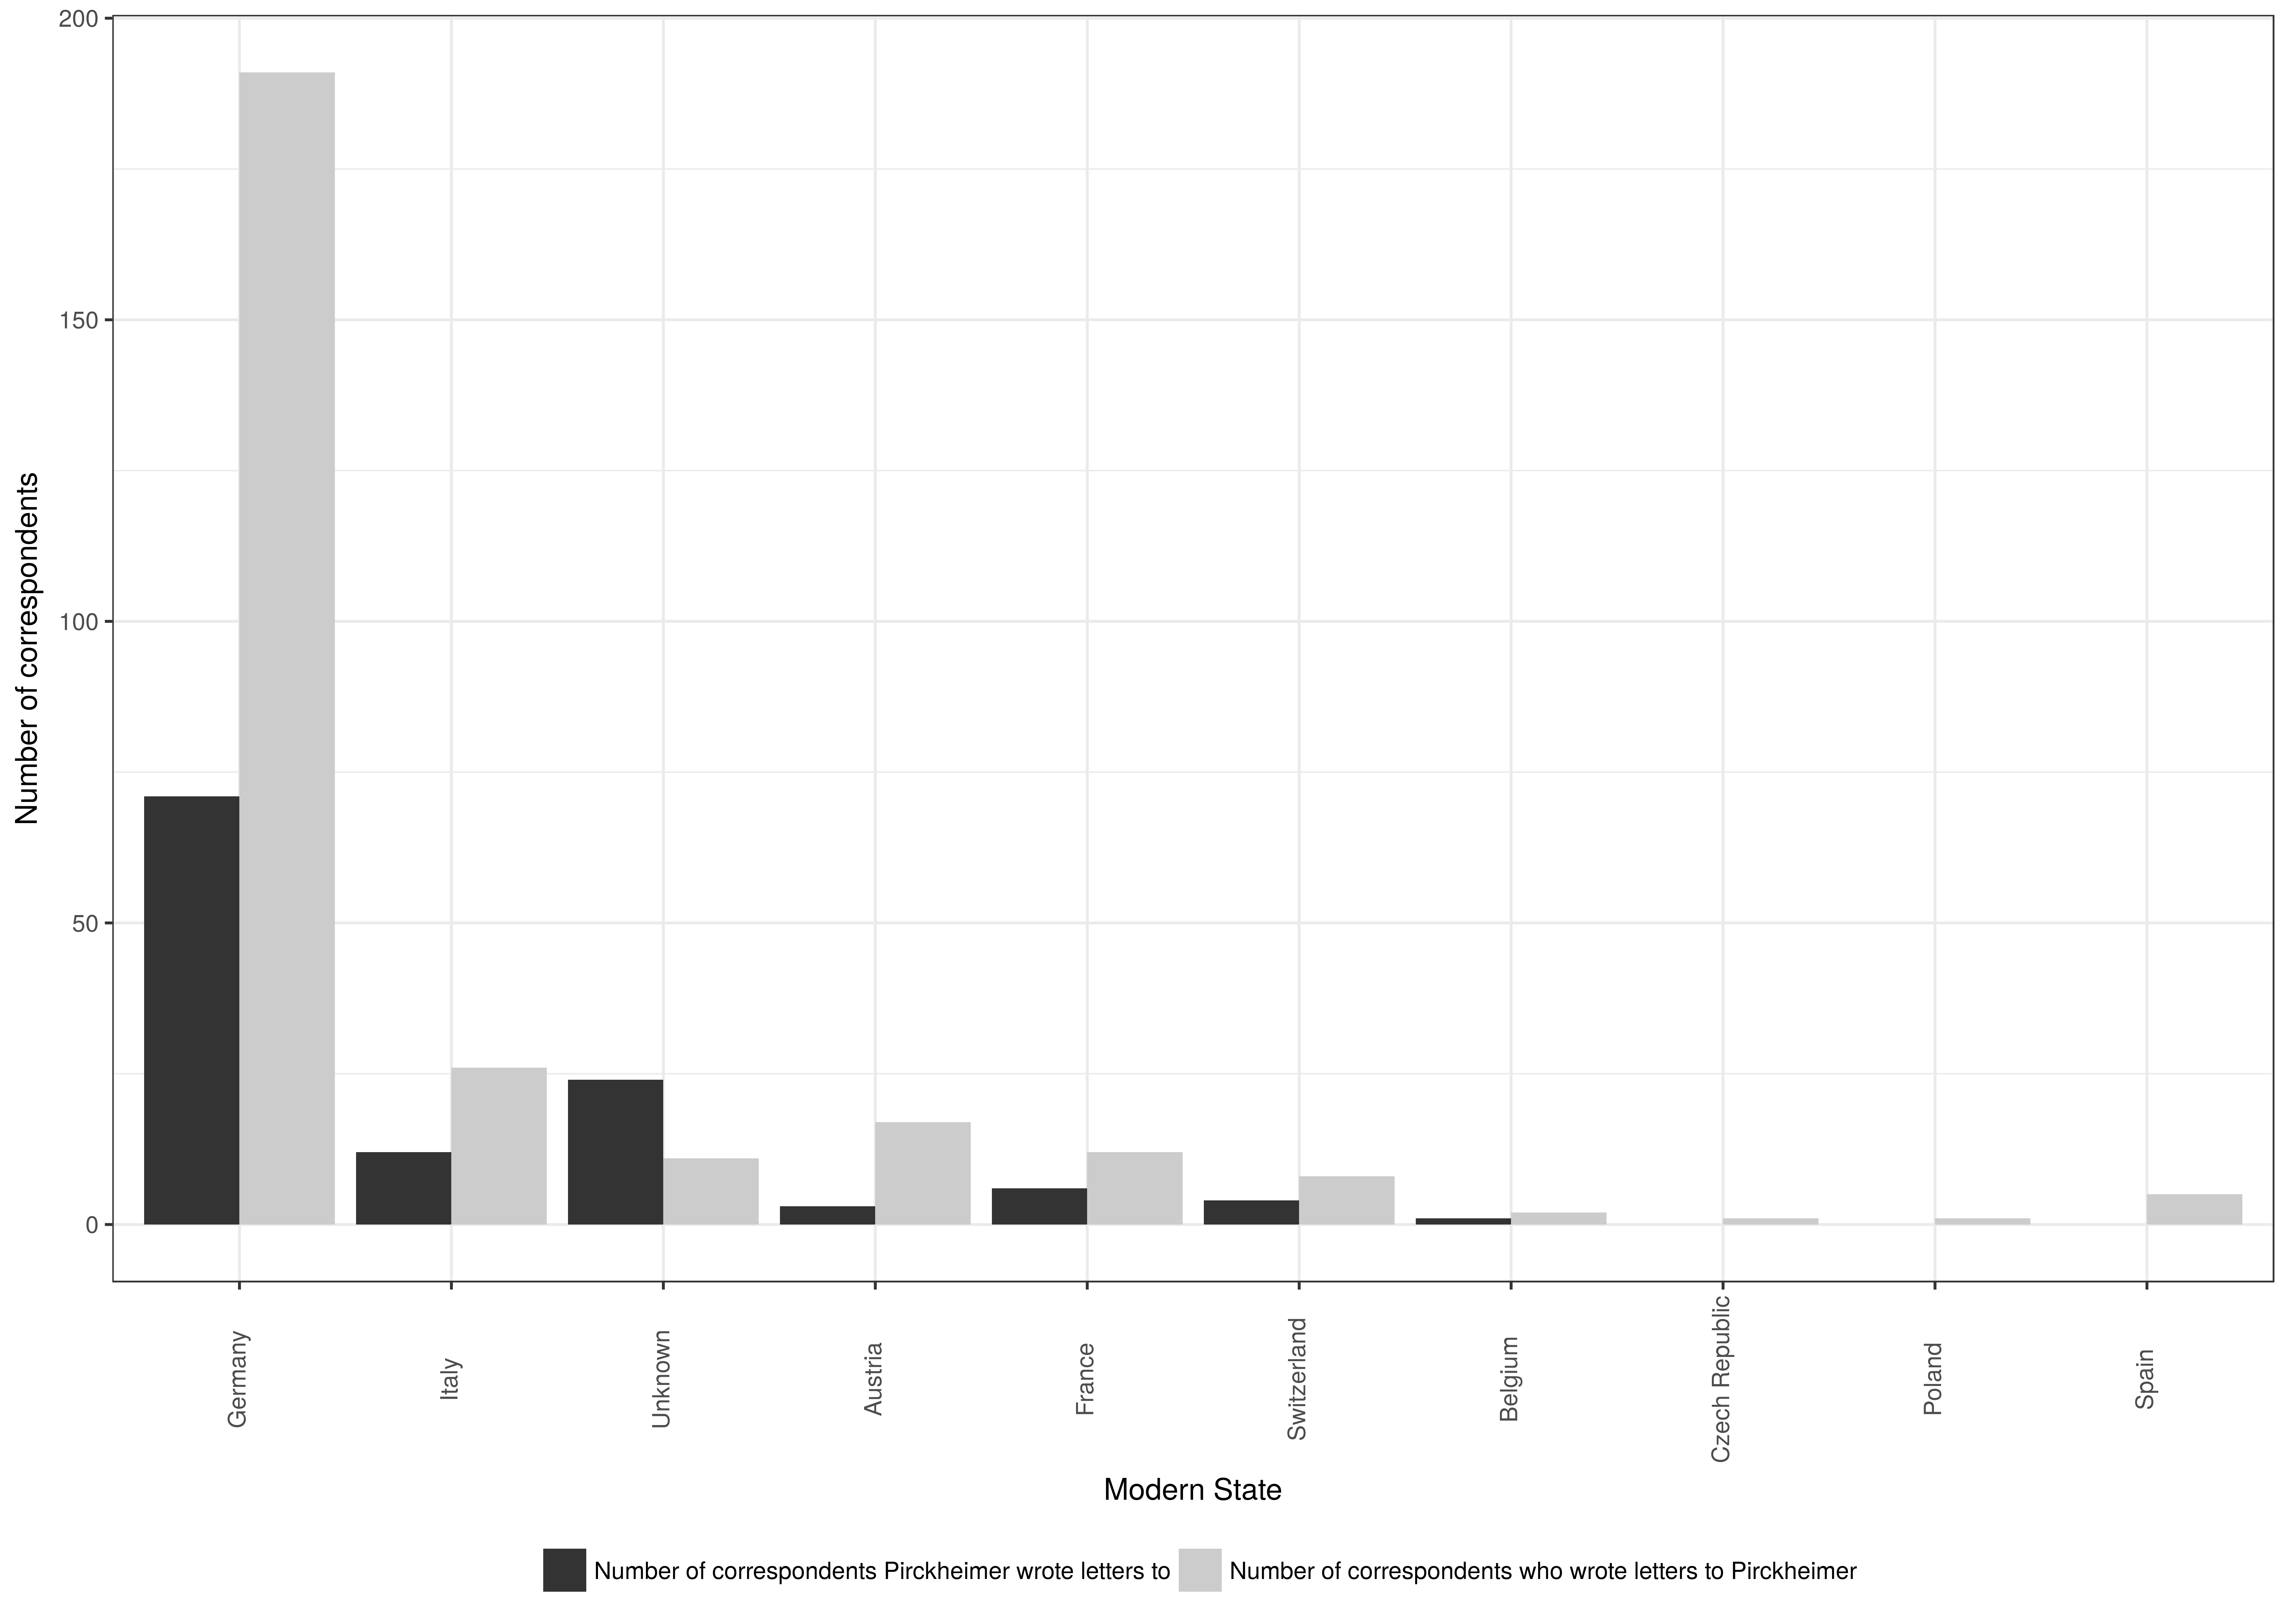 Number of correspondents
200
150
100
50
0
Germany
Italy
Unknown
Austria
France
Switzerland
Belgium
Czech Republic
Poland
Spain
Modern State
Number of correspondents Pirckheimer wrote letters to
Number of correspondents who wrote letters to Pirckheimer